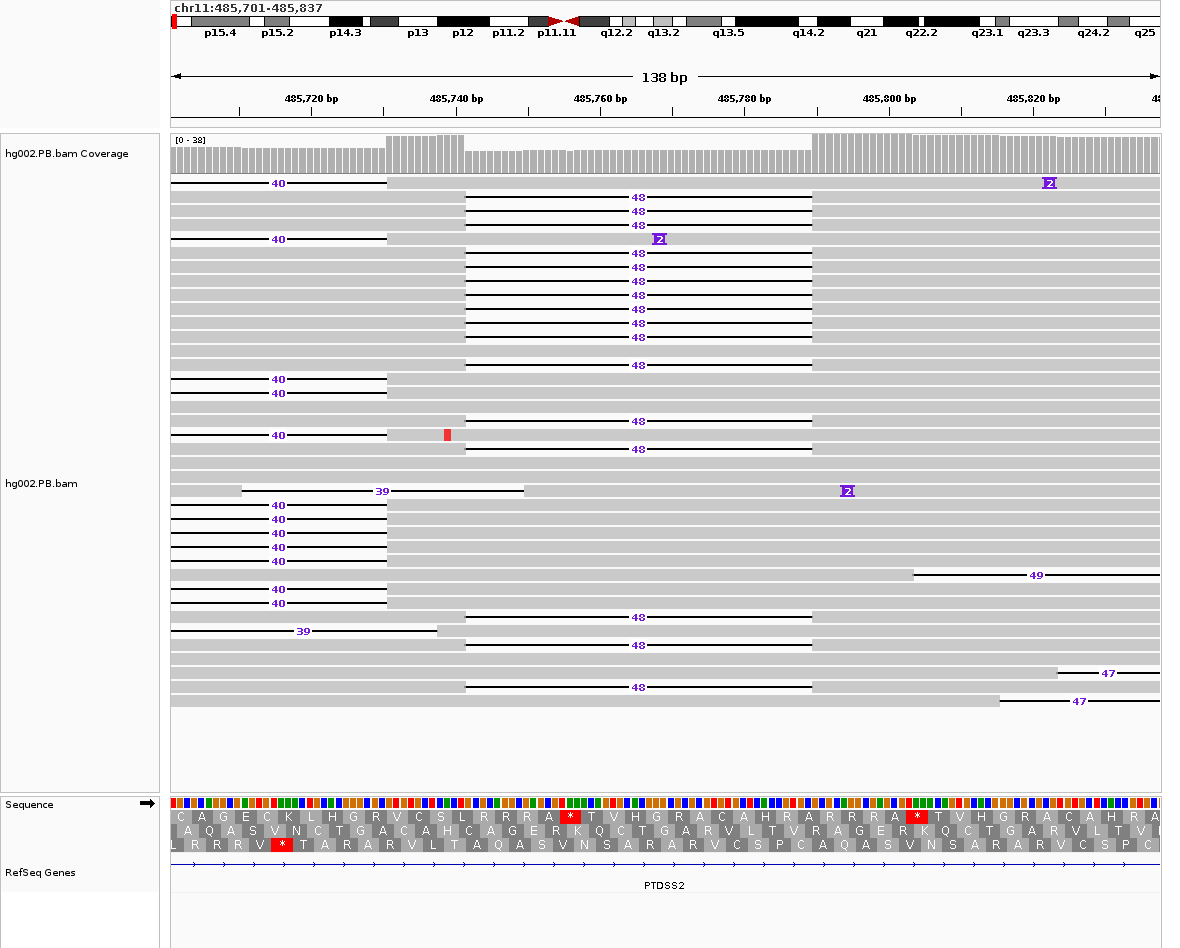 chr11:485,701-485,837
p15.4 p15.2 p14.3 p13 p12 p11.2 p11.11 q12.2 q13.2 q13.5 q14.2 q21 q22.2 q23.1 q23.3 q24.2 q25
138 bp
485,720 bp 485,740 bp 485,760 bp 485,780 bp 485,800 bp 485,820 bp
hg002.PB.bam Coverage
[0 - 38]
40 2
48
48
48
40 2
48
48
48
48
48
48
48
48
40
40
48
40
48
hg002.PB.bam
39 2
40
40
40
40
40
49
40
40
48
39
48
47
48
47
Sequence
C A G E C K L H G R V C S L R R R A * T V H G R A C A H R A R R R A * T V H G R A C A H R A
A Q A S V N C T G A C A H C A G E R K Q C T G A R V L T V R A G E R K Q C T G A R V L T V
L R R R V * T A R A R V L T A Q A S V N S A R A R V C S P C A Q A S V N S A R A R V C S P C
RefSeq Genes
PTDSS2